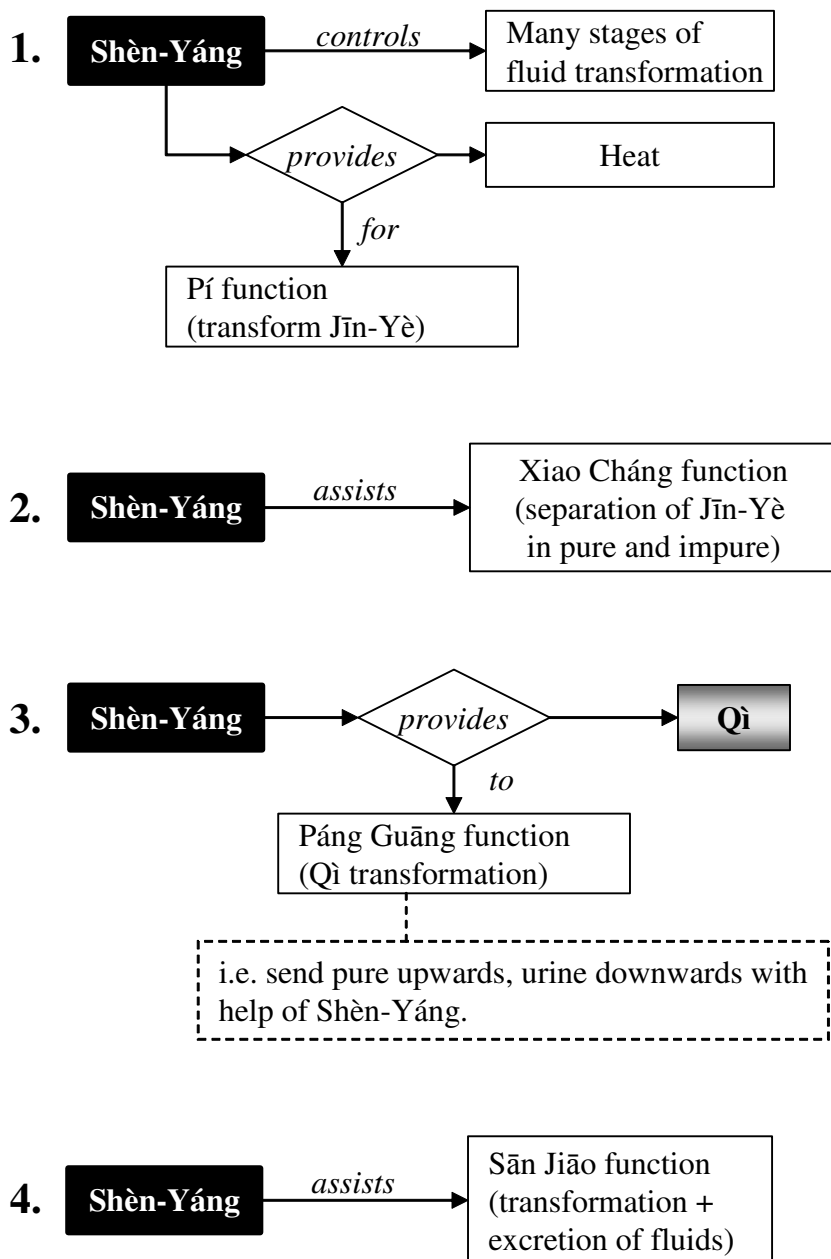 1.
Shèn-Yáng
controls
Many stages of
fluid transformation
provides
Heat
for
Pí function
(transform Jīn-Yè)
2.
Shèn-Yáng
assists
Xiao Cháng function
(separation of Jīn-Yè
in pure and impure)
3.
Shèn-Yáng
provides
Qì
to
Páng Guāng function
(Qì transformation)
i.e. send pure upwards, urine downwards with
help of Shèn-Yáng.
4.
Shèn-Yáng
assists
Sān Jiāo function
(transformation +
excretion of fluids)